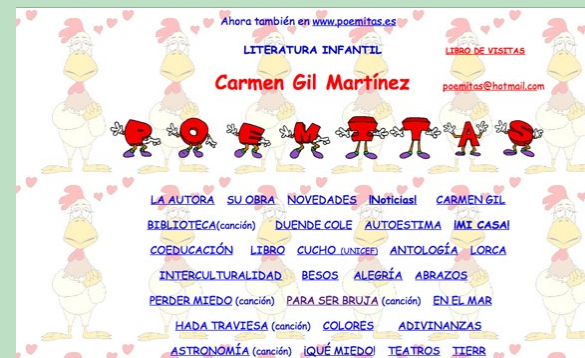 Ahora también en www.poemitas.es
LITERATURA INFANTIL
LIBRO DE VISITAS
Carmen Gil Martínez
poemitas@hotmail.com
POEMITAS
LA AUTORA SU OBRA NOVEDADES ¡Noticias! CARMEN GIL
BIBLIOTECA(canción) DUENDE COLE AUTOESTIMA ¡MI CASA!
COEDUCACIÓN LIBRO CUCHO (UNICEF) ANTOLOGÍA LORCA
INTERCULTURALIDAD BESOS ALEGRÍA ABRAZOS
PERDER MIEDO (canción) PARA SER BRUJA (canción) EN EL MAR
HADA TRAVIESA (canción) COLORES ADIVINANZAS
ASTRONOMÍA (canción) ¡QUÉ MIEDO! TEATROS TIERR